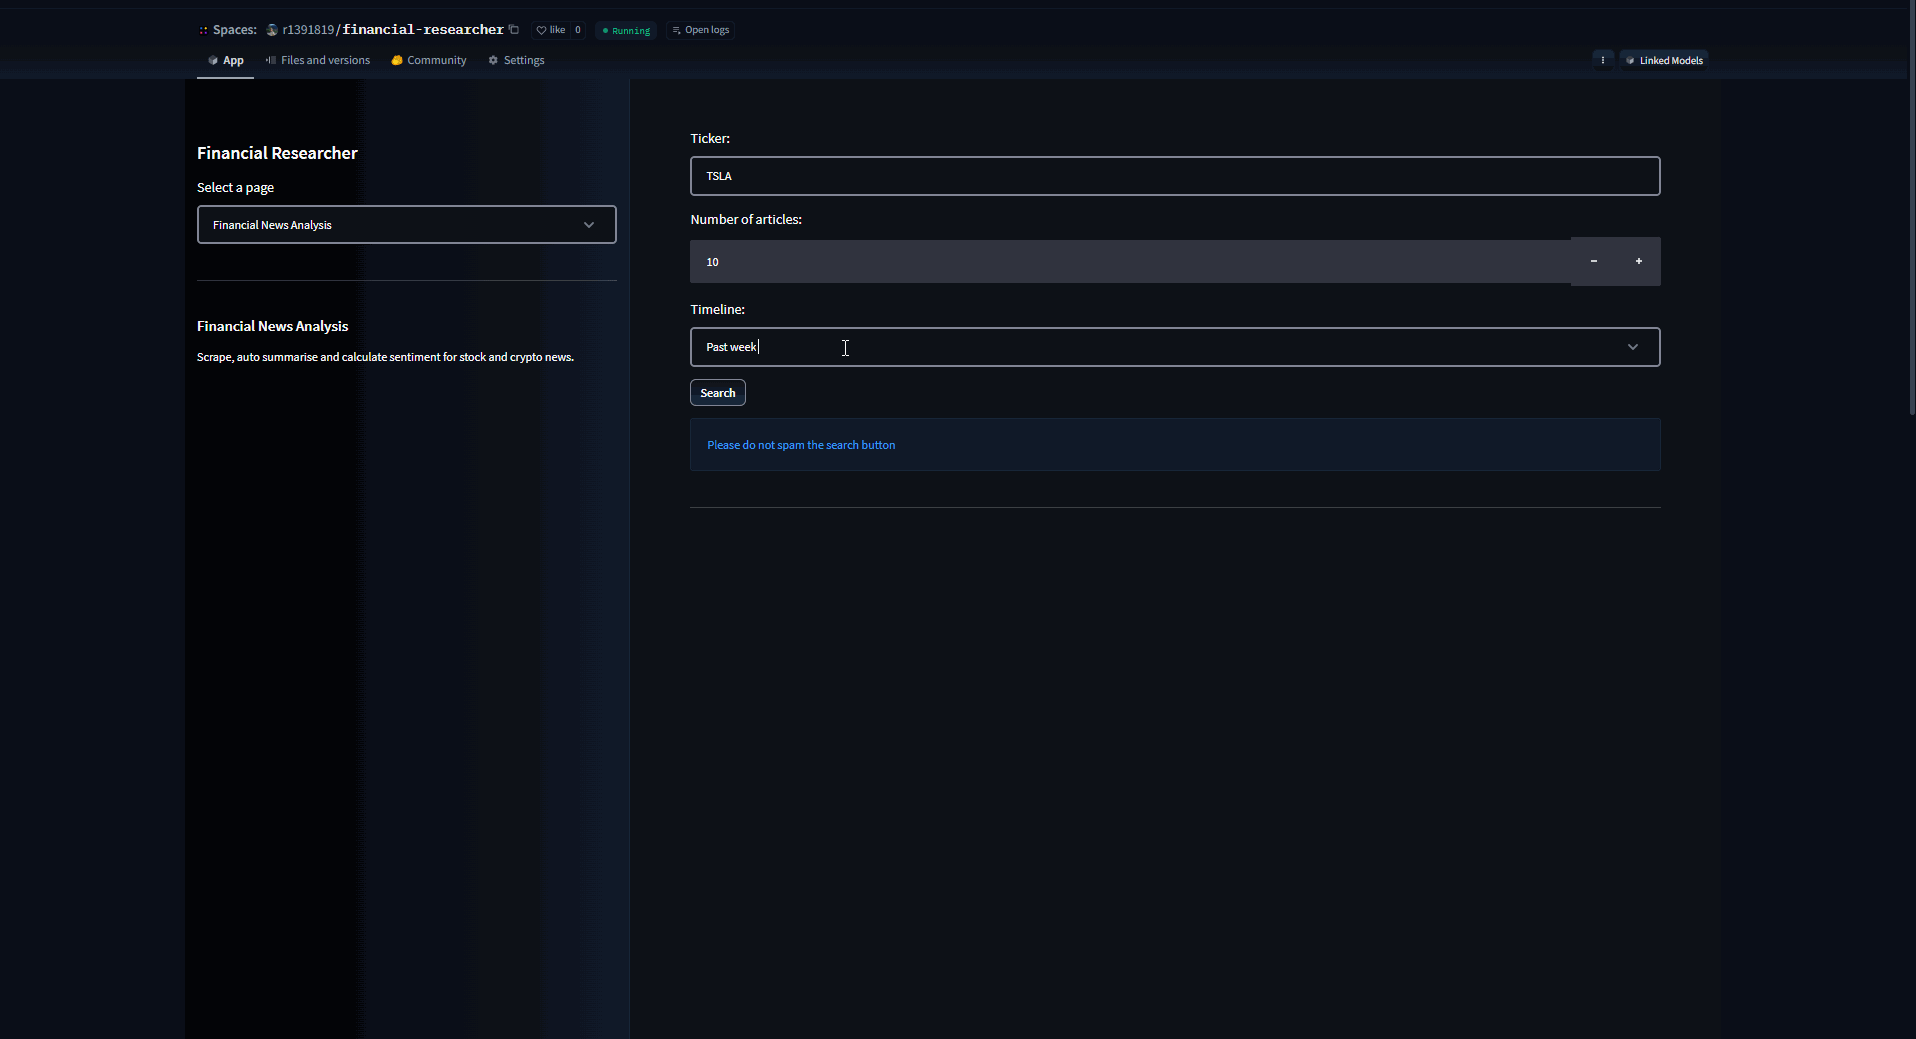 Spaces: r1391819/financial-researcher like 0 Running Open logs
App Files and versions Community Settings Linked Models
Financial Researcher
Select a page
Financial News Analysis
Financial News Analysis
Scrape, auto summarise and calculate sentiment for stock and crypto news.
Ticker:
TSLA
Number of articles:
10 - +
Timeline:
Past week
Search
Please do not spam the search button